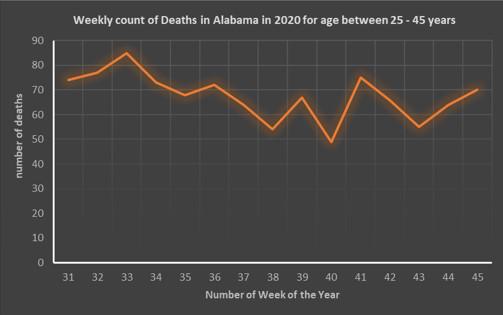 Weekly count of Deaths in Alabama in 2020 for age between 25 - 45 years
number of deaths
90
80
70
60
50
40
30
20
10
0
31 32 33 34 35 36 37 38 39 40 41 42 43 44 45
Number of Week of the Year